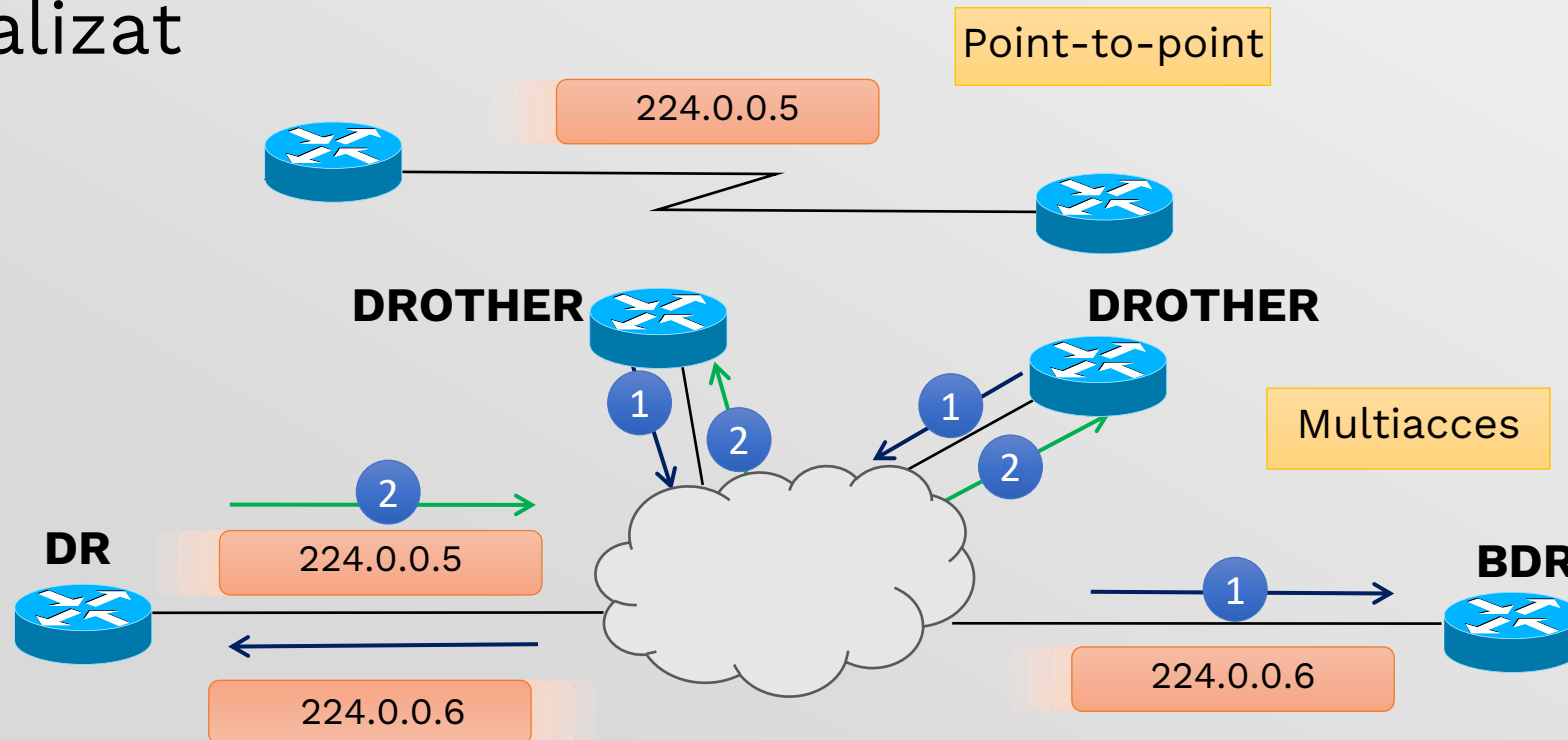 alizat
Point-to-point
224.0.0.5
DROTHER
DROTHER
1
2
1
2
Multiacces
2
DR
224.0.0.5
BDR
1
224.0.0.6
224.0.0.6